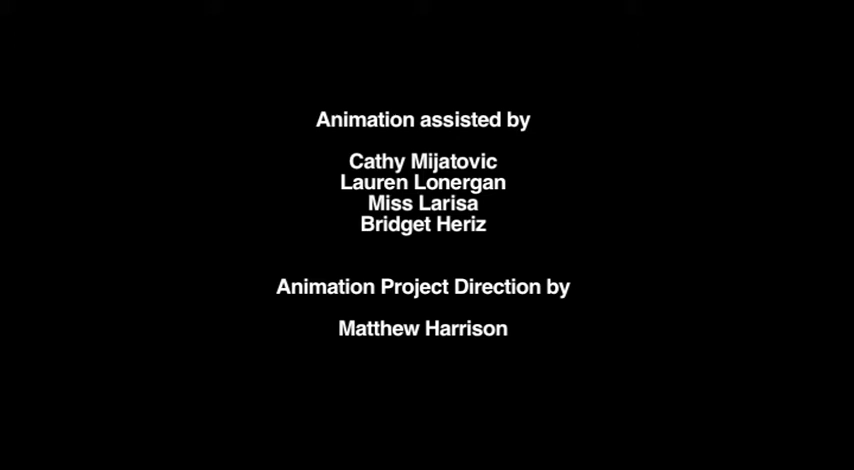 Animation assisted by
Cathy Mijatovic
Lauren Lonergan
Miss Larisa
Bridget Heriz
Animation Project Direction by
Matthew Harrison